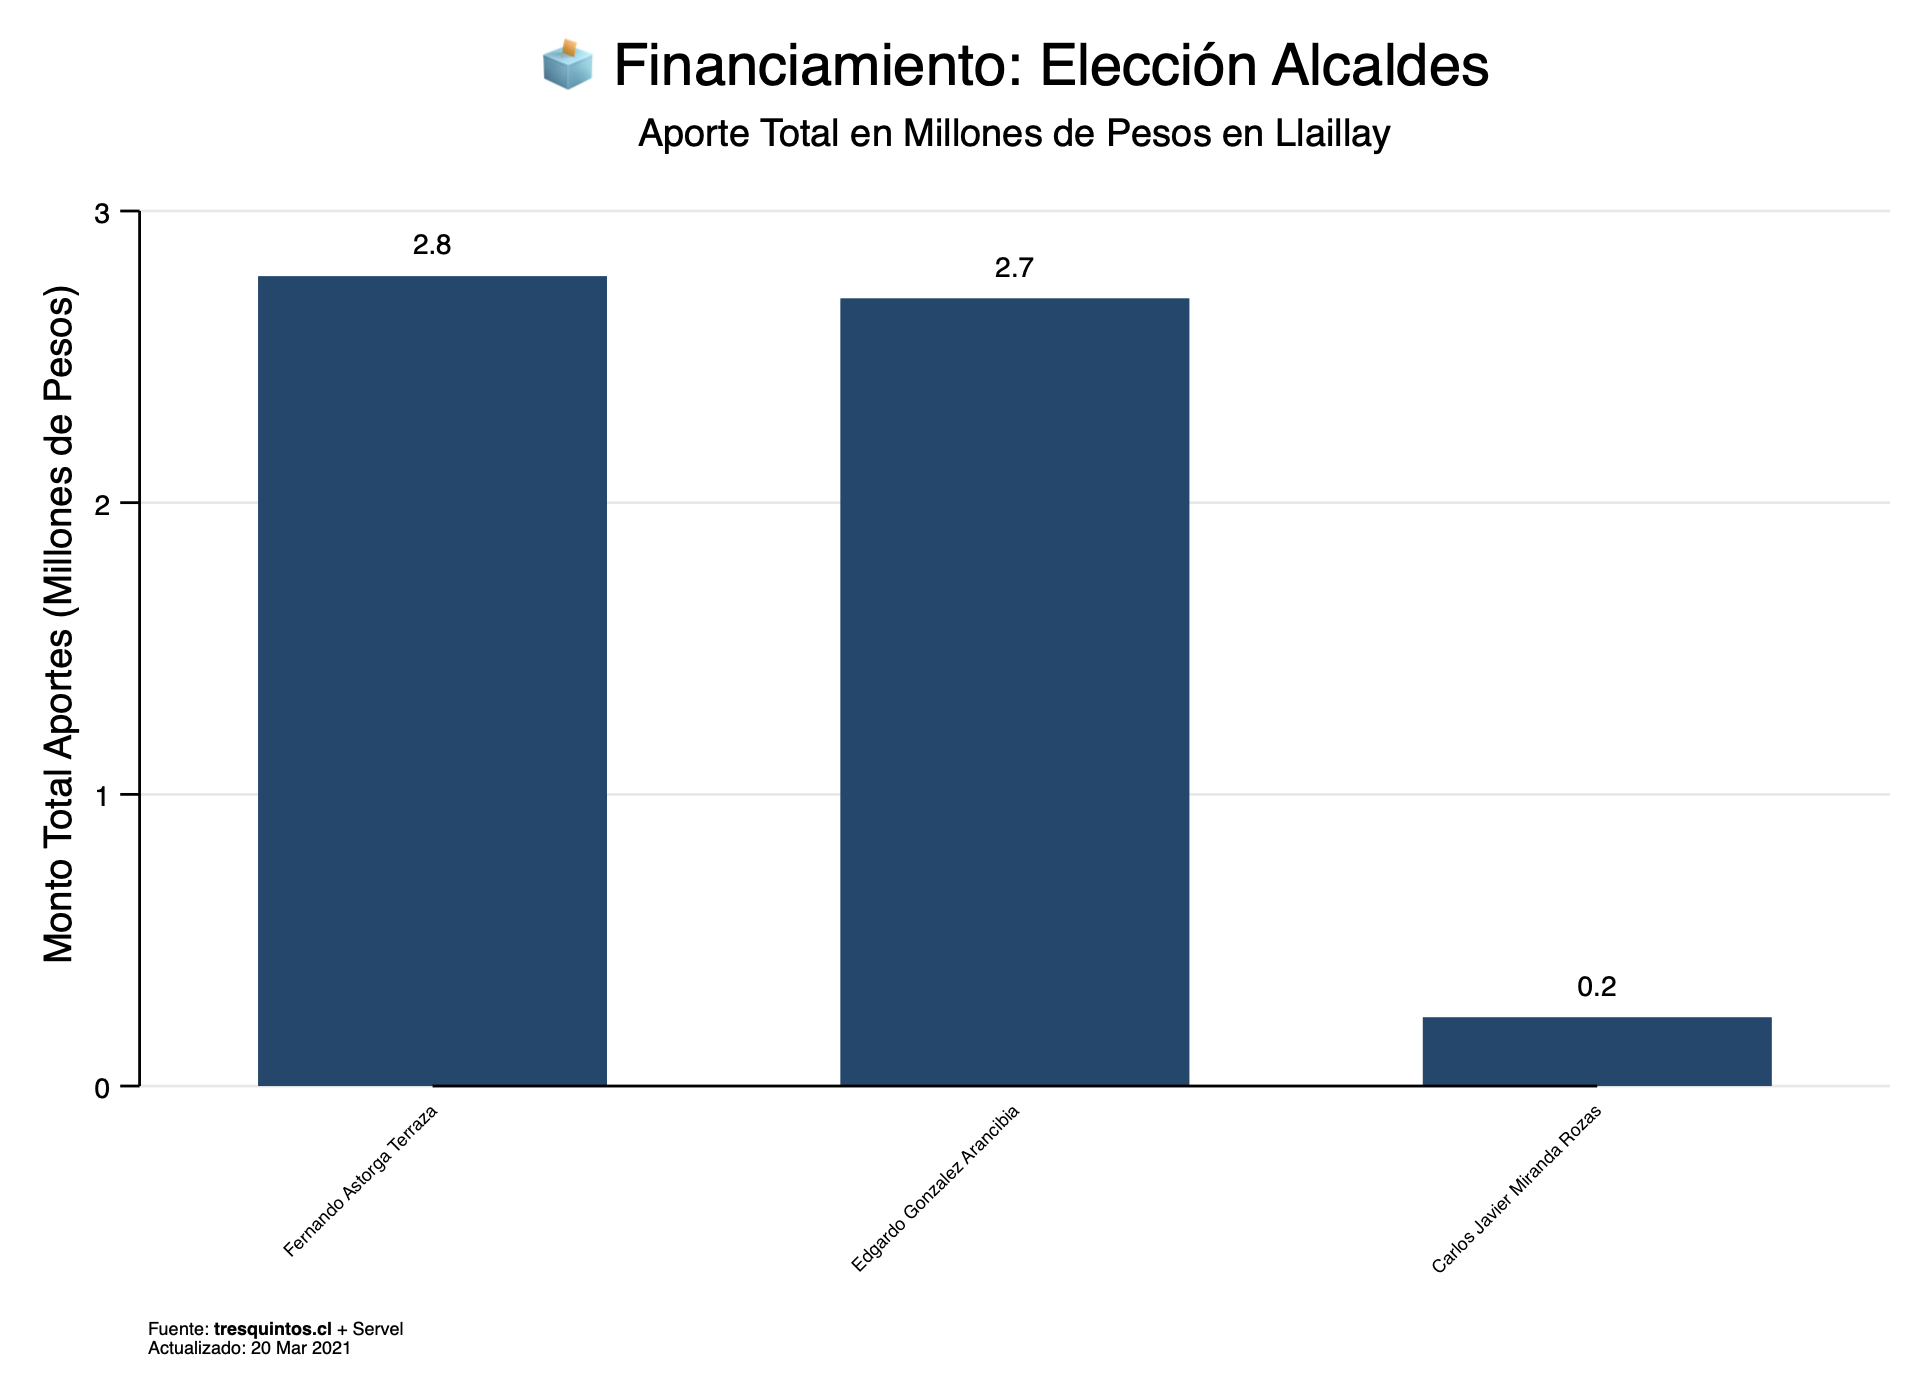 Financiamiento: Elección Alcaldes
Aporte Total en Millones de Pesos en Llaillay
Monto Total Aportes (Millones de Pesos)
3
2
1
0
2.8
2.7
0.2
Fernando Astorga Terraza
Edgardo Gonzalez Arancibia
Carlos Javier Miranda Rozas
Fuente: tresquintos.cl + Servel
Actualizado: 20 Mar 2021